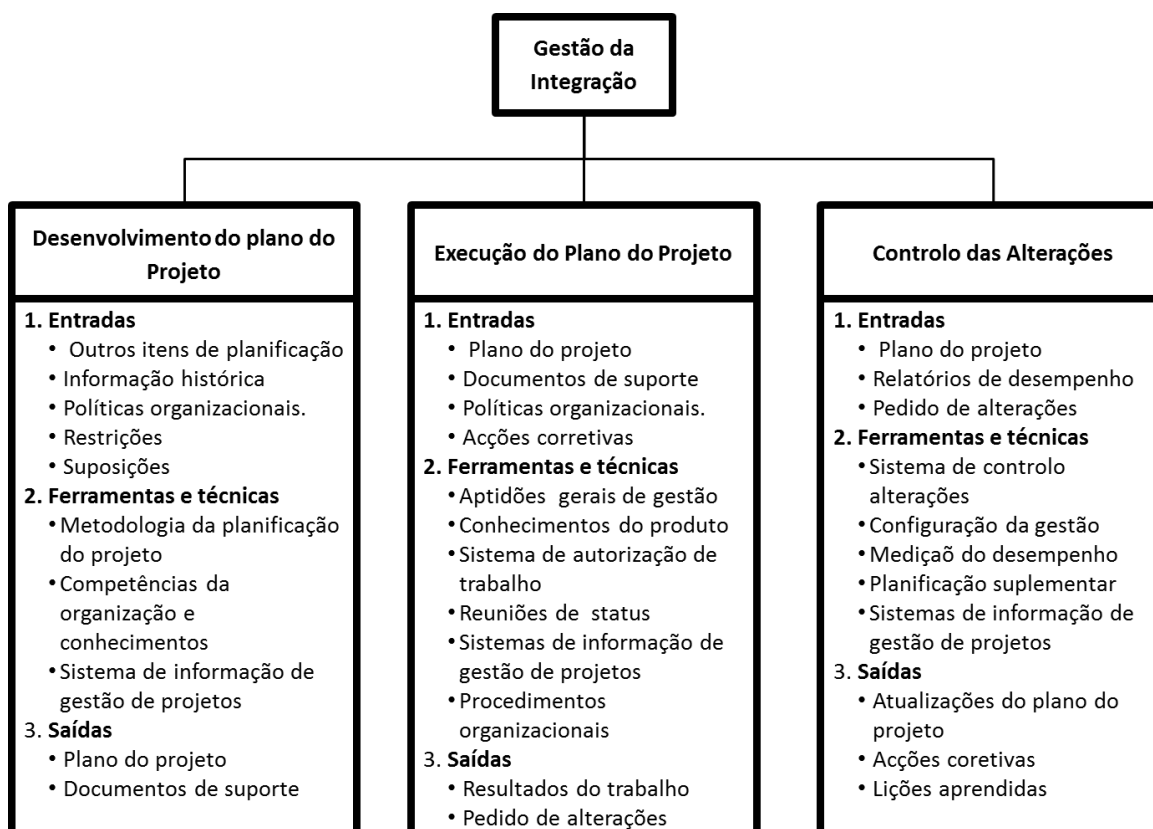 Gestão da
Integração
Desenvolvimento do plano do
Projeto
1. Entradas
• Outros itens de planificação
• Informação histórica
• Políticas organizacionais.
• Restrições
• Suposições
2. Ferramentas e técnicas
• Metodologia da planificação
do projeto
• Competências da
organização e
conhecimentos
• Sistema de informação de
gestão de projetos
3. Saídas
• Plano do projeto
• Documentos de suporte
Execução do Plano do Projeto
1. Entradas
• Plano do projeto
• Documentos de suporte
• Políticas organizacionais.
• Acções corretivas
2. Ferramentas e técnicas
• Aptidões gerais de gestão
• Conhecimentos do produto
• Sistema de autorização de
trabalho
• Reuniões de status
• Sistemas de informação de
gestão de projetos
• Procedimentos
organizacionais
3. Saídas
• Resultados do trabalho
• Pedido de alterações
Controlo das Alterações
1. Entradas
• Plano do projeto
• Relatórios de desempenho
• Pedido de alterações
2. Ferramentas e técnicas
• Sistema de controlo
alterações
• Configuração da gestão
• Mediçaõ do desempenho
• Planificação suplementar
• Sistemas de informação de
gestão de projetos
3. Saídas
• Atualizações do plano do
projeto
• Acções coretivas
• Lições aprendidas